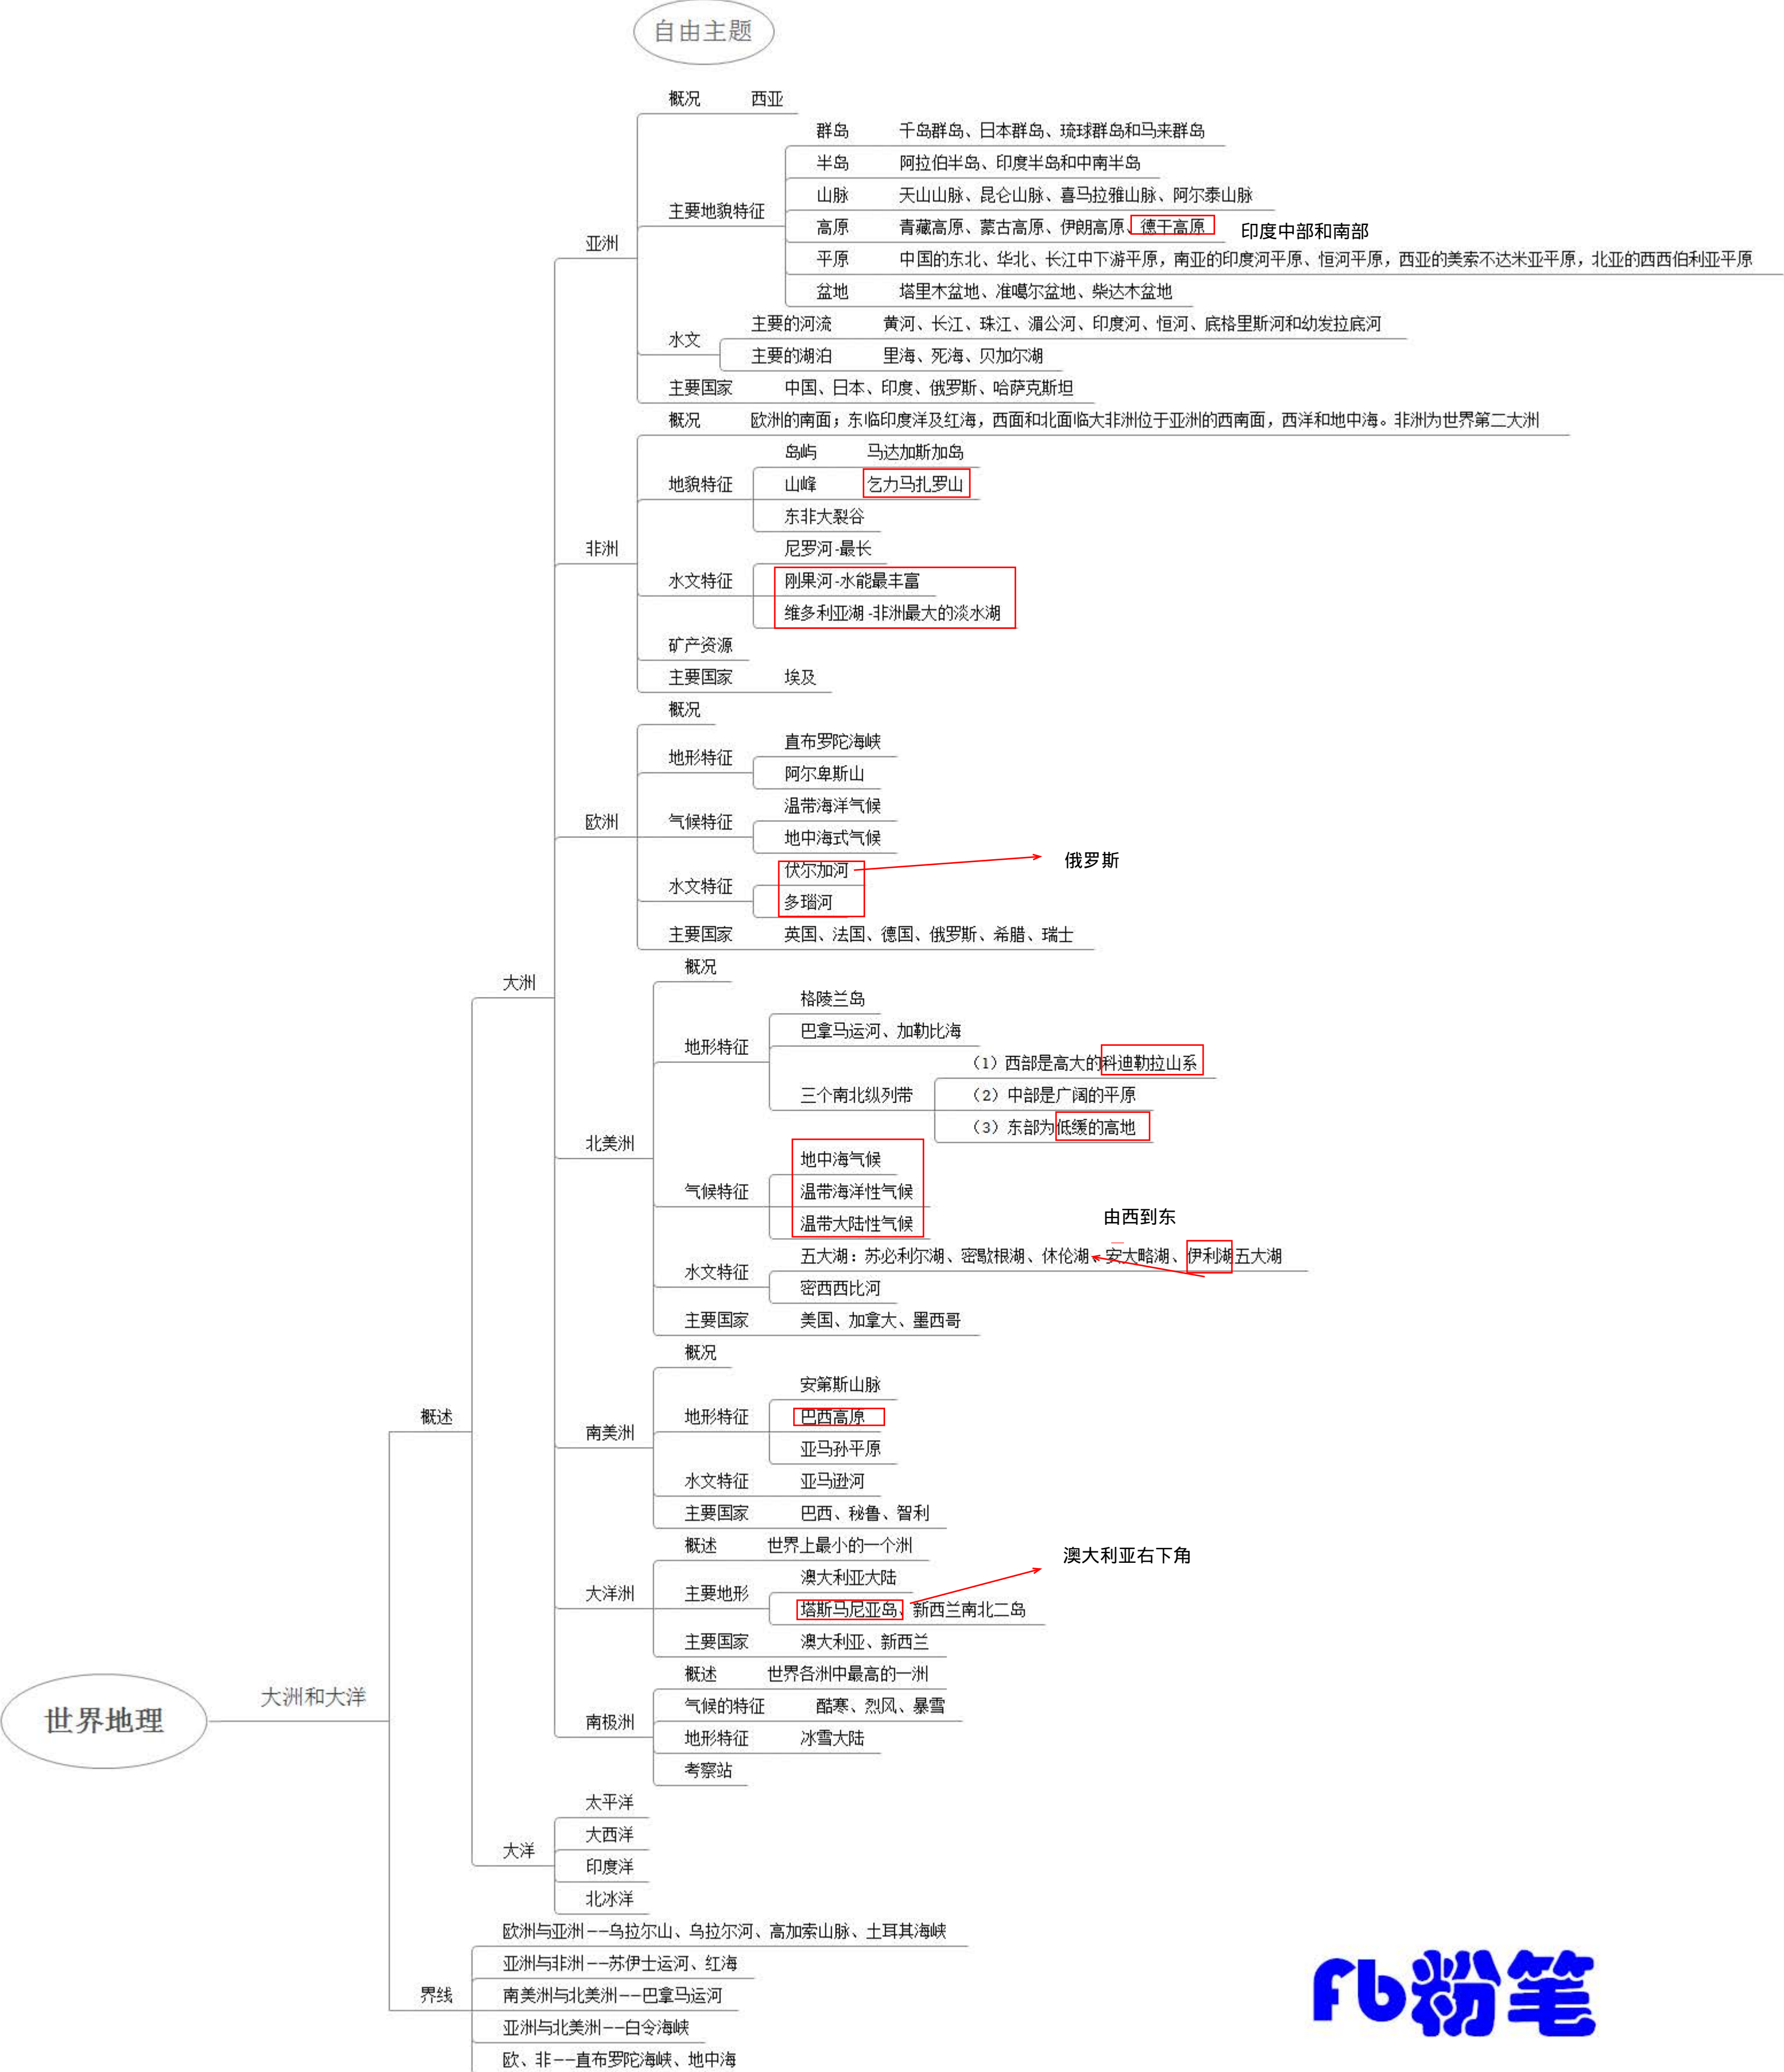 自由主题
概况 西亚
群岛 千岛群岛、日本群岛、琉球群岛和马来群岛
半岛 阿拉伯半岛、印度半岛和中南半岛
山脉 天山山脉、昆仑山脉、喜马拉雅山脉、阿尔泰山脉
主要地貌特征
高原 青藏高原、蒙古高原、伊朗高原、德干高原 印度中部和南部
亚洲
平原 中国的东北、华北、长江中下游平原，南亚的印度河平原、恒河平原，西亚的美索不达米亚平原，北亚的西西伯利亚平原
盆地 塔里木盆地、准噶尔盆地、柴达木盆地
主要的河流 黄河、长江、珠江、湄公河、印度河、恒河、底格里斯河和幼发拉底河
水文
主要的湖泊 里海、死海、贝加尔湖
主要国家 中国、日本、印度、俄罗斯、哈萨克斯坦
概况 欧洲的南面；东临印度洋及红海，西面和北面临大非洲位于亚洲的西南面，西洋和地中海。非洲为世界第二大洲
岛屿 马达加斯加岛
地貌特征 山峰 乞力马扎罗山
东非大裂谷
非洲 尼罗河-最长
水文特征 刚果河-水能最丰富
维多利亚湖-非洲最大的淡水湖
矿产资源
主要国家 埃及
概况
直布罗陀海峡
地形特征
阿尔卑斯山
温带海洋气候
欧洲 气候特征
地中海式气候
伏尔加河 俄罗斯
水文特征
多瑙河
主要国家 英国、法国、德国、俄罗斯、希腊、瑞士
概况
大洲
格陵兰岛
巴拿马运河、加勒比海
地形特征
（1）西部是高大的科迪勒拉山系
三个南北纵列带 （2）中部是广阔的平原
（3）东部为低缓的高地
北美洲
地中海气候
气候特征 温带海洋性气候
温带大陆性气候
由西到东
五大湖：苏必利尔湖、密歇根湖、休伦湖、安大略湖、伊利湖五大湖
水文特征
密西西比河
主要国家 美国、加拿大、墨西哥
概况
安第斯山脉
概述 地形特征 巴西高原
南美洲
亚马孙平原
水文特征 亚马逊河
主要国家 巴西、秘鲁、智利
概述 世界上最小的一个洲
澳大利亚右下角
澳大利亚大陆
大洋洲 主要地形
塔斯马尼亚岛、新西兰南北二岛
主要国家 澳大利亚、新西兰
概述 世界各洲中最高的一洲
大洲和大洋
气候的特征 酷寒、烈风、暴雪
世界地理
南极洲
地形特征 冰雪大陆
考察站
太平洋
大西洋
大洋
印度洋
北冰洋
欧洲与亚洲——乌拉尔山、乌拉尔河、高加索山脉、土耳其海峡
亚洲与非洲——苏伊士运河、红海
界线 南美洲与北美洲——巴拿马运河
亚洲与北美洲——白令海峡
欧、非——直布罗陀海峡、地中海
Fb粉笔